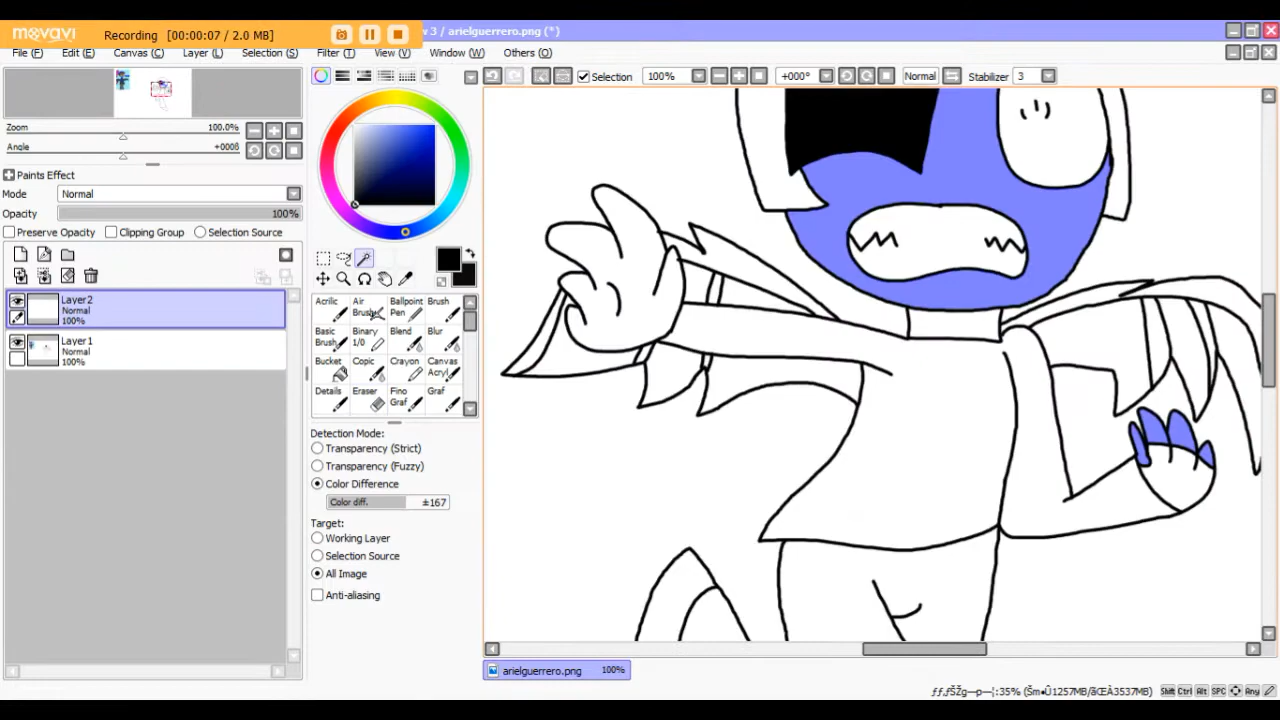 movavi Recording [00:00:07 / 2.0 MB] w 3 / arielguerrero.png (*)
File (F) Edit (E) Canvas (C) Layer (L) Selection (S) Filter (T) View (V) Window (W) Others (O)
Selection 100% +000° Normal Stabilizer 3
Zoom 100.0%
Angle +000ß
Paints Effect
Mode Normal
Opacity 100%
Preserve Opacity Clipping Group Selection Source
Layer2
Normal
100%
Layer1
Normal
100%
Acrilic Air Brush Ballpoint Pen Brush
Basic Brush Binary 1/0 Blend Blur
Bucket Copic Crayon Canvas Acryl
Details Eraser Fino Graf Graf
Detection Mode:
Transparency (Strict)
Transparency (Fuzzy)
Color Difference
Color diff. ±167
Target:
Working Layer
Selection Source
All Image
Anti-aliasing
arielguerrero.png 100%
Shift Ctrl Alt SPC Any